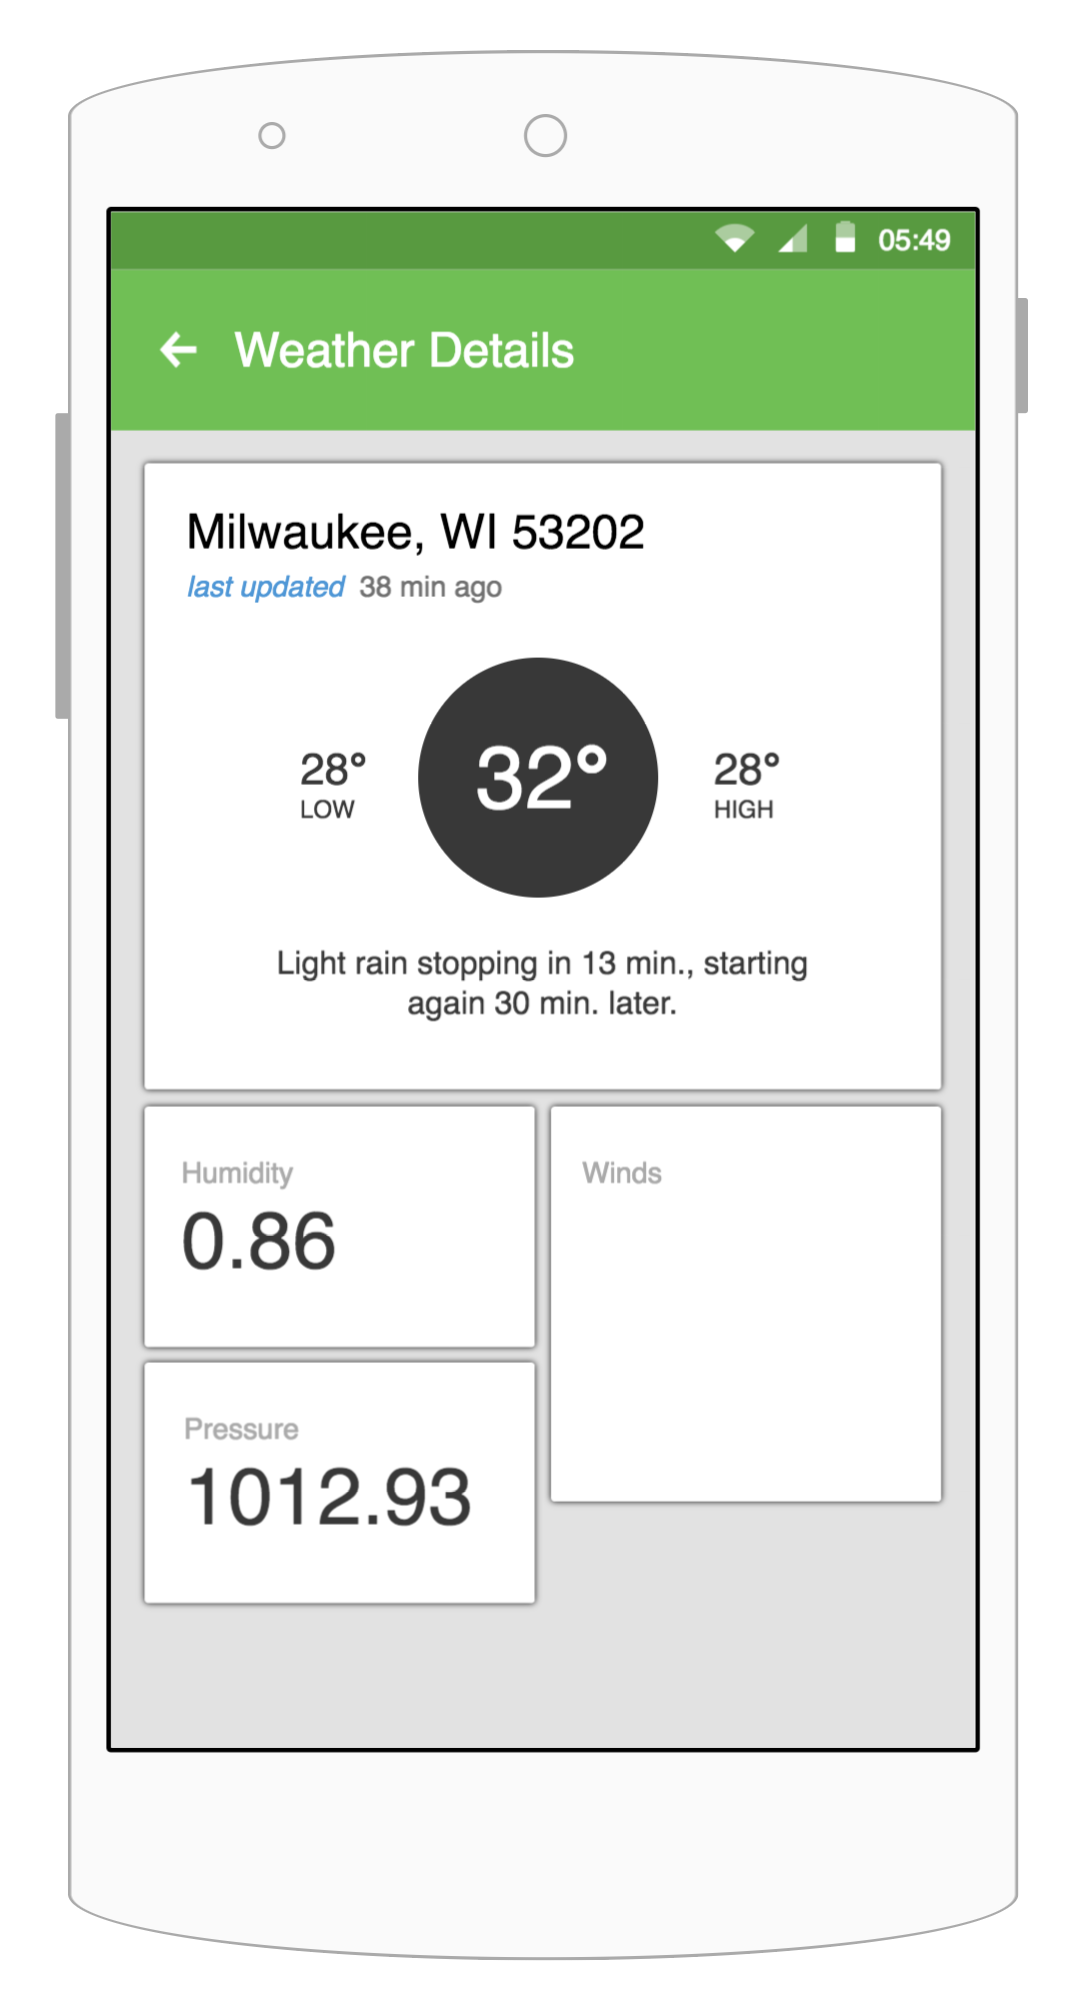 05:49
Weather Details
Milwaukee, WI 53202
last updated 38 min ago
28°
LOW
32°
28°
HIGH
Light rain stopping in 13 min., starting
again 30 min. later.
Humidity
0.86
Winds
Pressure
1012.93